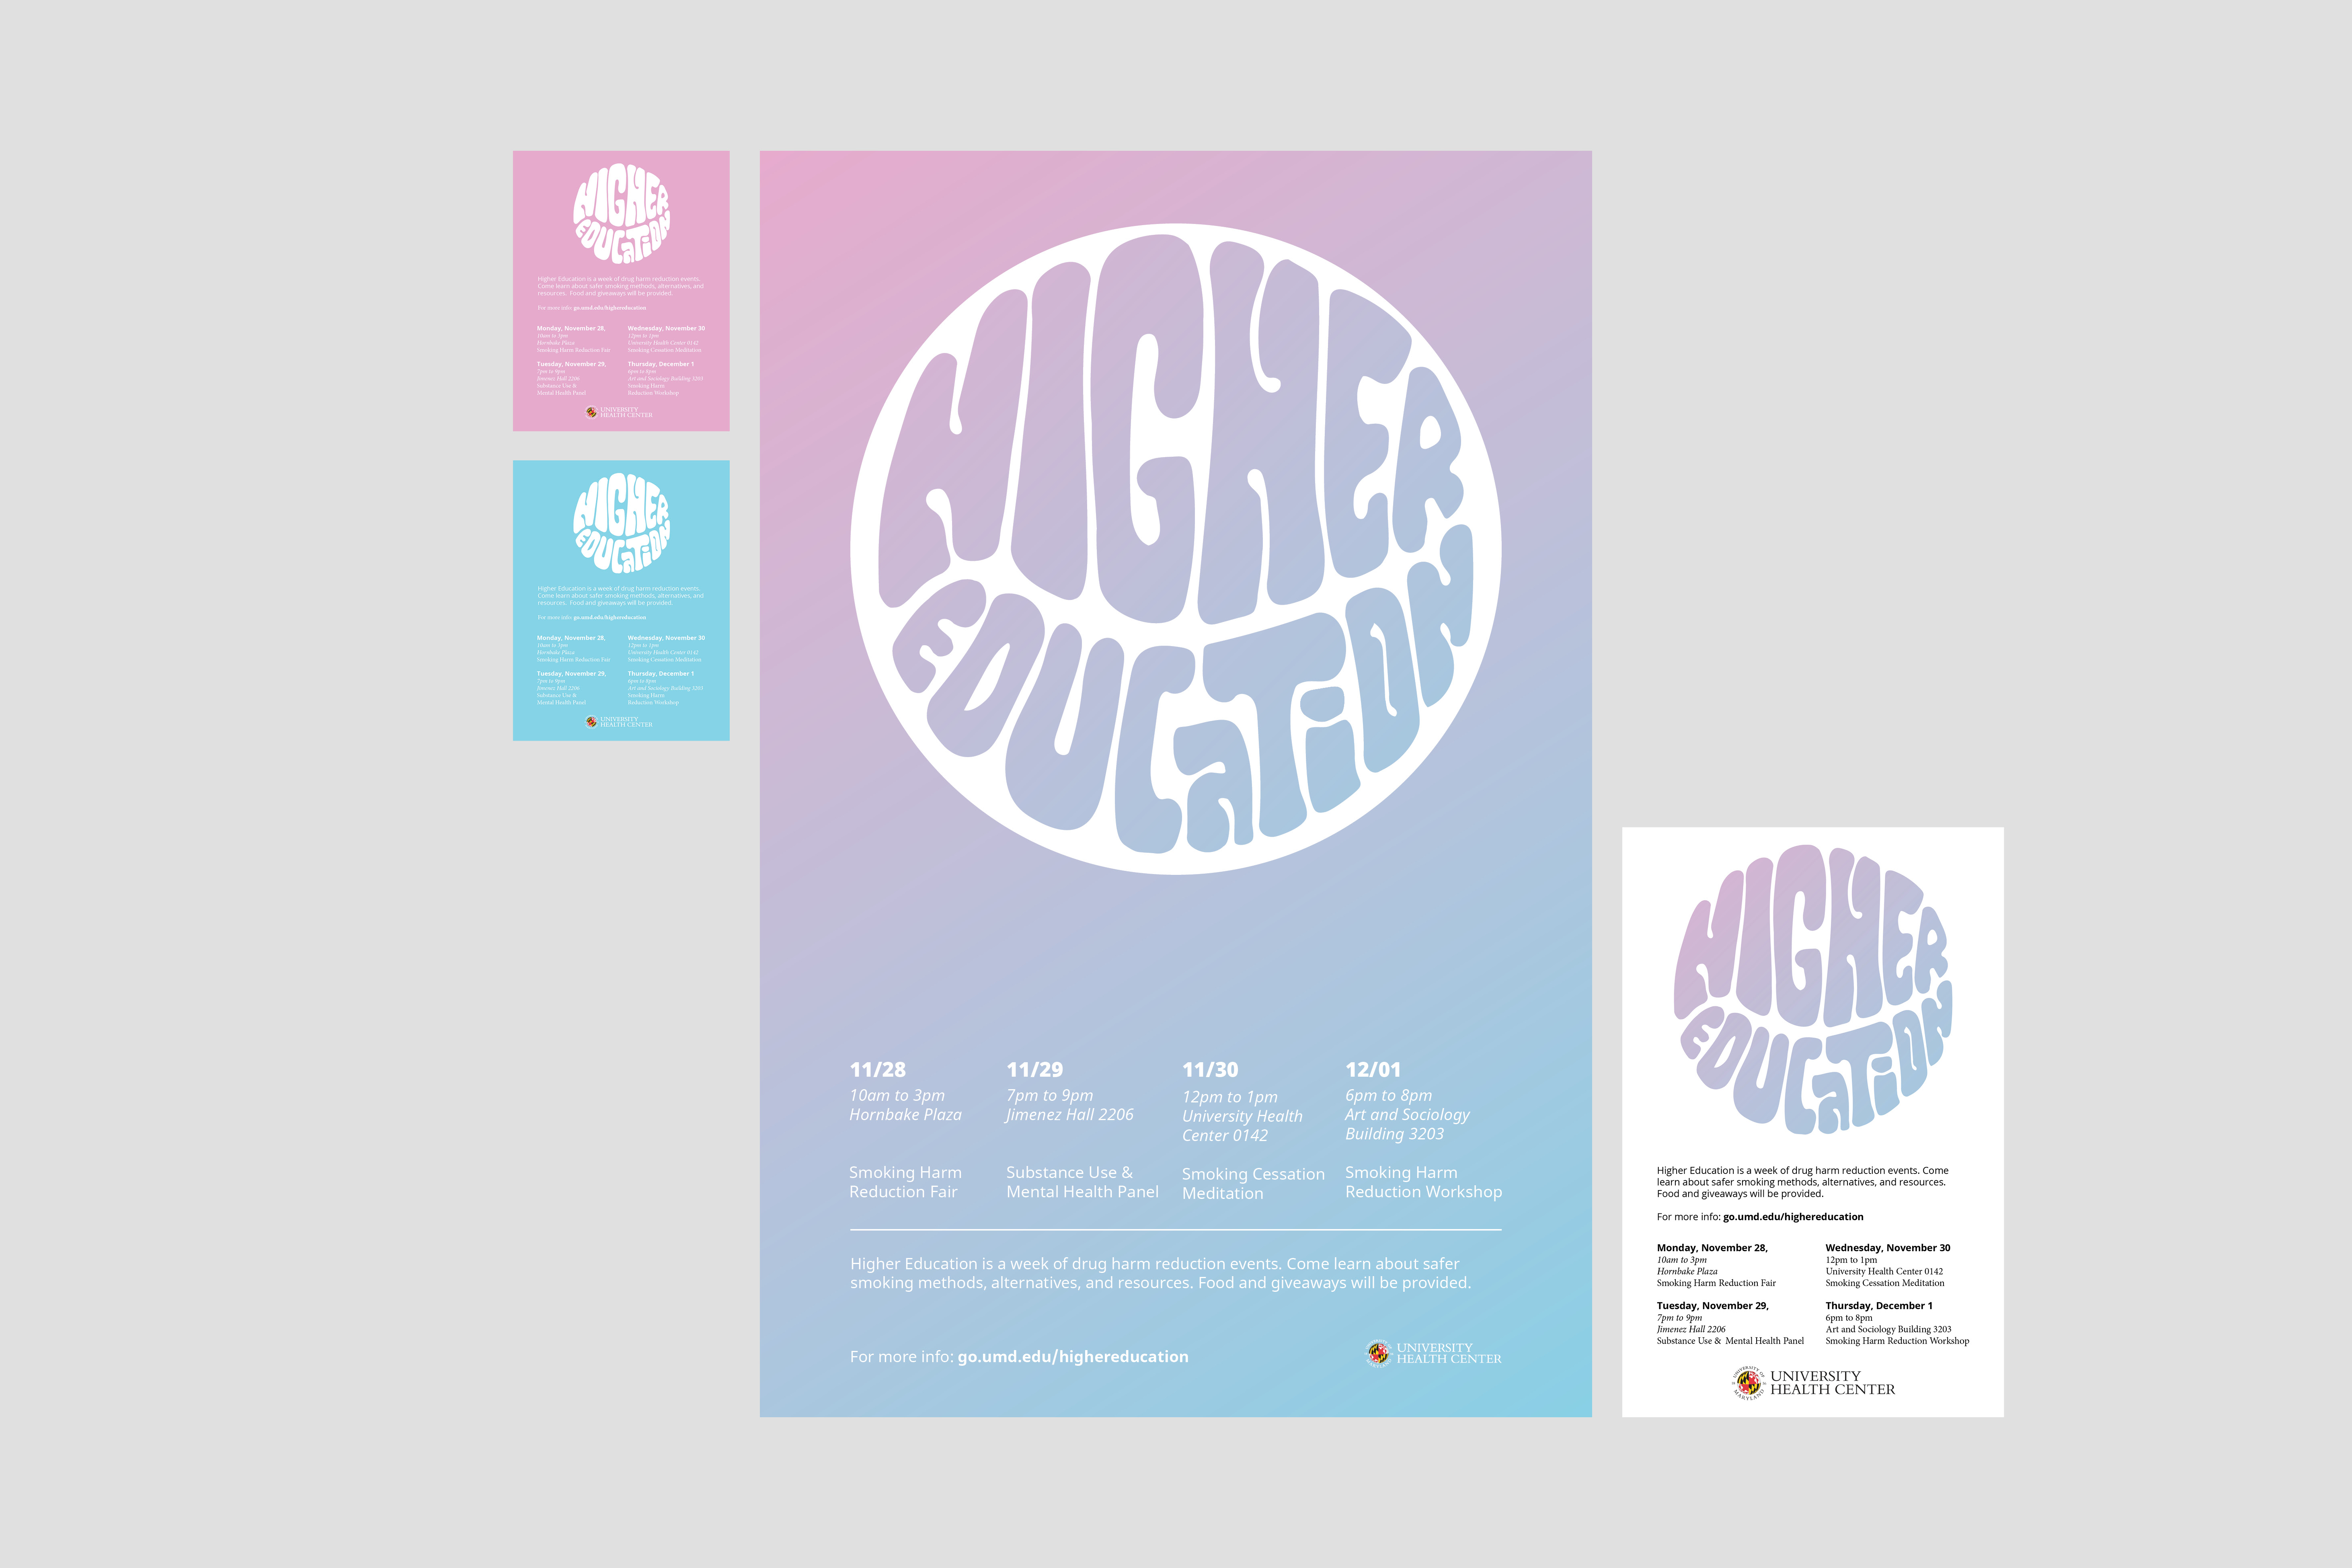 HIGHER
EDUCATiON
Higher Education is a week of drug harm reduction events.
Come learn about safer smoking methods, alternatives, and
resources. Food and giveaways will be provided.
For more info: go.umd.edu/highereducation
Monday, November 28,
10am to 3pm
Hornbake Plaza
Smoking Harm Reduction Fair
Tuesday, November 29,
7pm to 9pm
Jimenez Hall 2206
Substance Use &
Mental Health Panel
Wednesday, November 30
12pm to 1pm
University Health Center 0142
Smoking Cessation Meditation
Thursday, December 1
6pm to 8pm
Art and Sociology Building 3203
Smoking Harm
Reduction Workshop
UNIVERSITY
HEALTH CENTER
HIGHER
EDUCATiON
Higher Education is a week of drug harm reduction events.
Come learn about safer smoking methods, alternatives, and
resources. Food and giveaways will be provided.
For more info: go.umd.edu/highereducation
Monday, November 28,
10am to 3pm
Hornbake Plaza
Smoking Harm Reduction Fair
Tuesday, November 29,
7pm to 9pm
Jimenez Hall 2206
Substance Use &
Mental Health Panel
Wednesday, November 30
12pm to 1pm
University Health Center 0142
Smoking Cessation Meditation
Thursday, December 1
6pm to 8pm
Art and Sociology Building 3203
Smoking Harm
Reduction Workshop
UNIVERSITY
HEALTH CENTER
HIGHER
EDUCATiON
11/28
10am to 3pm
Hornbake Plaza
Smoking Harm
Reduction Fair
11/29
7pm to 9pm
Jimenez Hall 2206
Substance Use &
Mental Health Panel
11/30
12pm to 1pm
University Health
Center 0142
Smoking Cessation
Meditation
12/01
6pm to 8pm
Art and Sociology
Building 3203
Smoking Harm
Reduction Workshop
Higher Education is a week of drug harm reduction events. Come learn about safer
smoking methods, alternatives, and resources. Food and giveaways will be provided.
For more info: go.umd.edu/highereducation
UNIVERSITY
HEALTH CENTER
HIGHER
EDUCATiON
Higher Education is a week of drug harm reduction events. Come
learn about safer smoking methods, alternatives, and resources.
Food and giveaways will be provided.
For more info: go.umd.edu/highereducation
Monday, November 28,
10am to 3pm
Hornbake Plaza
Smoking Harm Reduction Fair
Tuesday, November 29,
7pm to 9pm
Jimenez Hall 2206
Substance Use & Mental Health Panel
Wednesday, November 30
12pm to 1pm
University Health Center 0142
Smoking Cessation Meditation
Thursday, December 1
6pm to 8pm
Art and Sociology Building 3203
Smoking Harm Reduction Workshop
UNIVERSITY OF
MARYLAND
UNIVERSITY
HEALTH CENTER